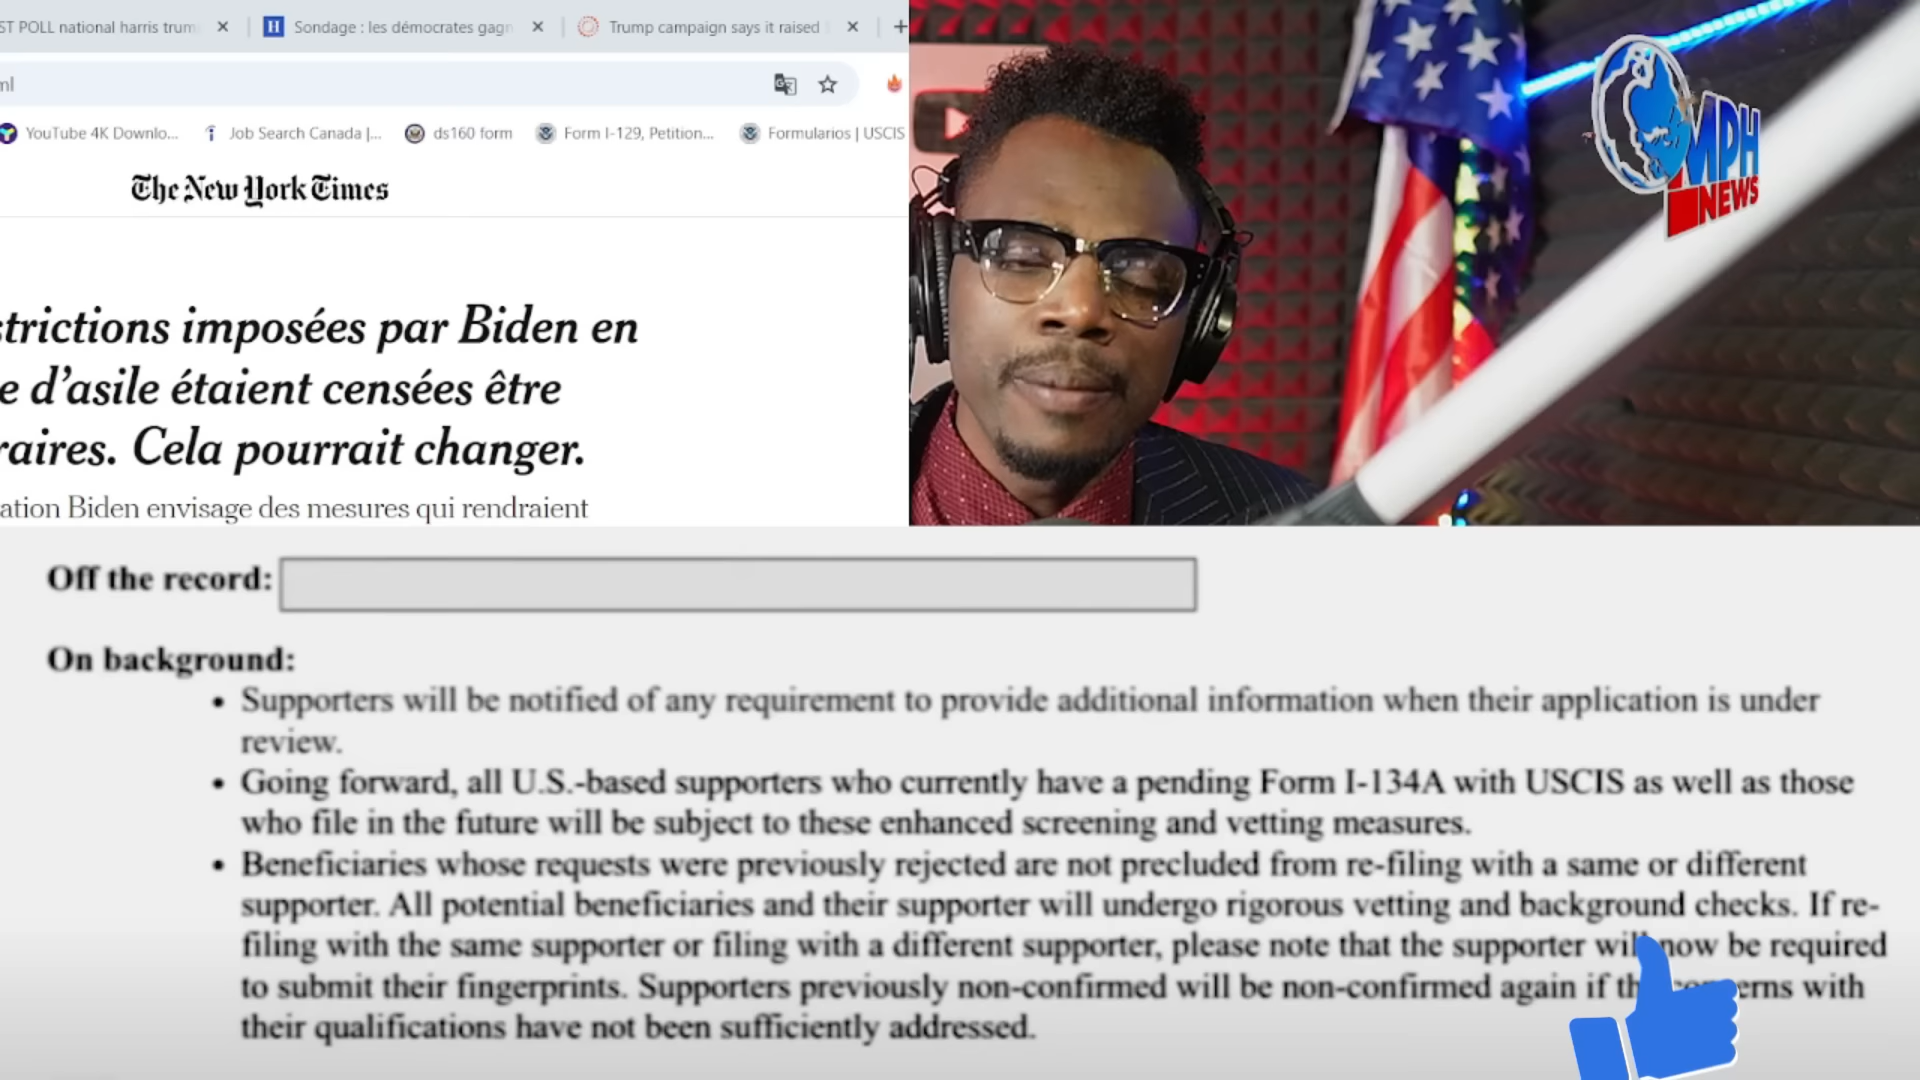 ST POLL national harris trum
Sondage : les démocrates gagn
Trump campaign says it raised
ml
YouTube 4K Downlo...
Job Search Canada |...
ds160 form
Form I-129, Petition...
Formularios | USCIS
The New York Times
strictions imposées par Biden en
e d'asile étaient censées être
raires. Cela pourrait changer.
ation Biden envisage des mesures qui rendraient
MPH
NEWS
Off the record:
On background:
• Supporters will be notified of any requirement to provide additional information when their application is under
review.
• Going forward, all U.S.-based supporters who currently have a pending Form I-134A with USCIS as well as those
who file in the future will be subject to these enhanced screening and vetting measures.
• Beneficiaries whose requests were previously rejected are not precluded from re-filing with a same or different
supporter. All potential beneficiaries and their supporter will undergo rigorous vetting and background checks. If re-
filing with the same supporter or filing with a different supporter, please note that the supporter will now be required
to submit their fingerprints. Supporters previously non-confirmed will be non-confirmed again if erns with
their qualifications have not been sufficiently addressed.